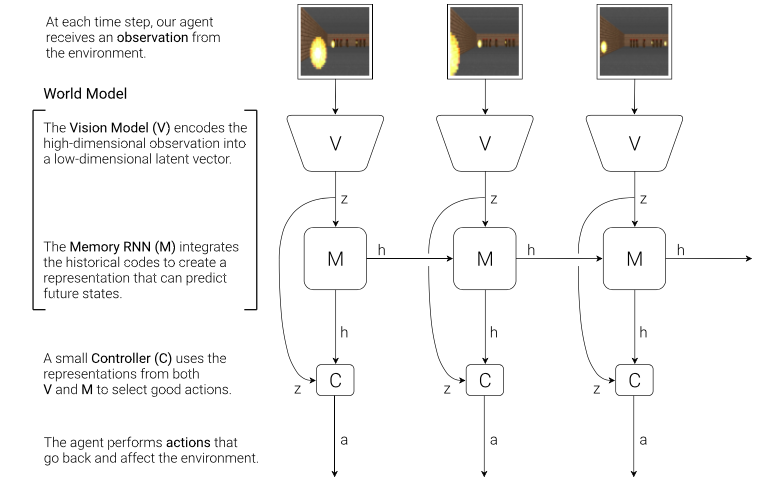 At each time step, our agent
receives an observation from
the environment.
World Model
The Vision Model (V) encodes the
high-dimensional observation into
a low-dimensional latent vector.
The Memory RNN (M) integrates
the historical codes to create a
representation that can predict
future states.
A small Controller (C) uses the
representations from both
V and M to select good actions.
The agent performs actions that
go back and affect the environment.
V
V
V
z
z
z
M
h
M
h
M
h
h
h
h
z
C
z
C
z
C
a
a
a